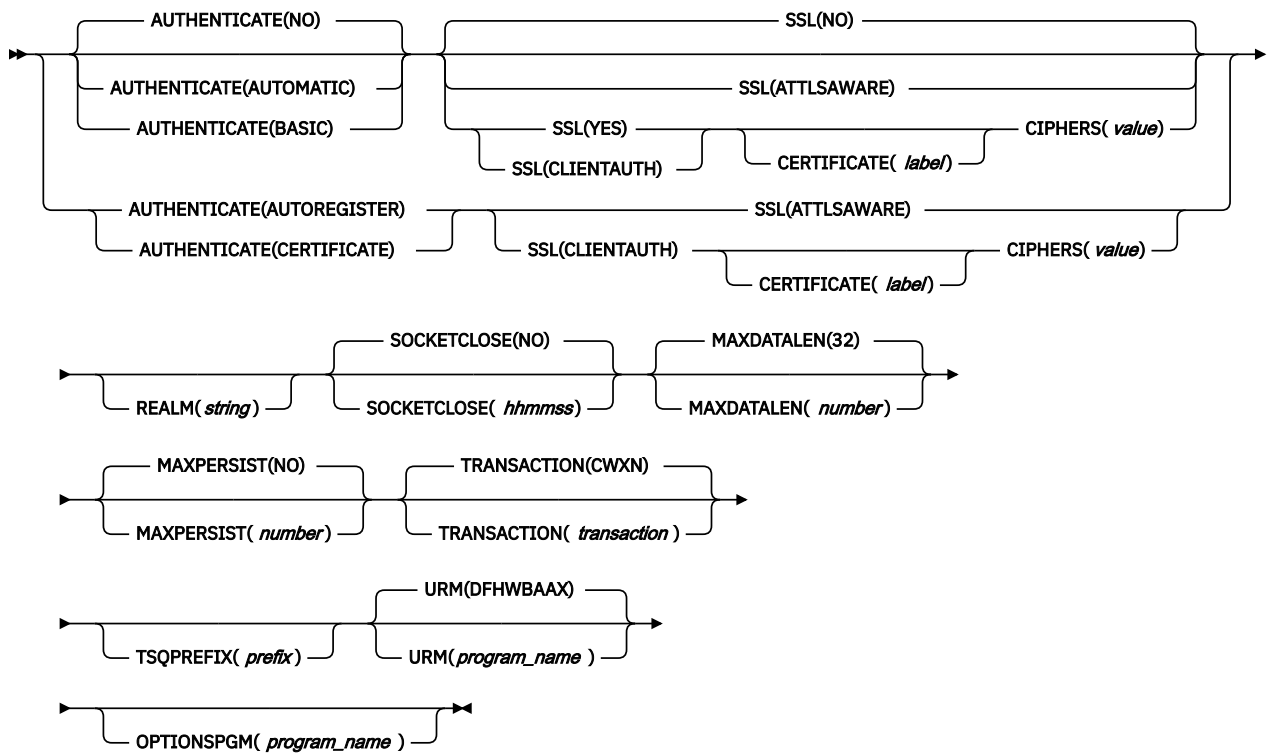 AUTHENTICATE(NO) SSL(NO)
AUTHENTICATE(AUTOMATIC) SSL(ATTLSAWARE)
AUTHENTICATE(BASIC) SSL(YES) CIPHERS( value)
SSL(CLIENTAUTH) CERTIFICATE( label)
AUTHENTICATE(AUTOREGISTER) SSL(ATTLSAWARE)
AUTHENTICATE(CERTIFICATE) SSL(CLIENTAUTH) CIPHERS( value)
CERTIFICATE( label)
SOCKETCLOSE(NO) MAXDATALEN(32)
REALM( string) SOCKETCLOSE( hhmmss) MAXDATALEN( number)
MAXPERSIST(NO) TRANSACTION(CWXN)
MAXPERSIST( number) TRANSACTION( transaction )
URM(DFHWBAAX)
TSQPREFIX( prefix) URM( program_name )
OPTIONSPGM( program_name )